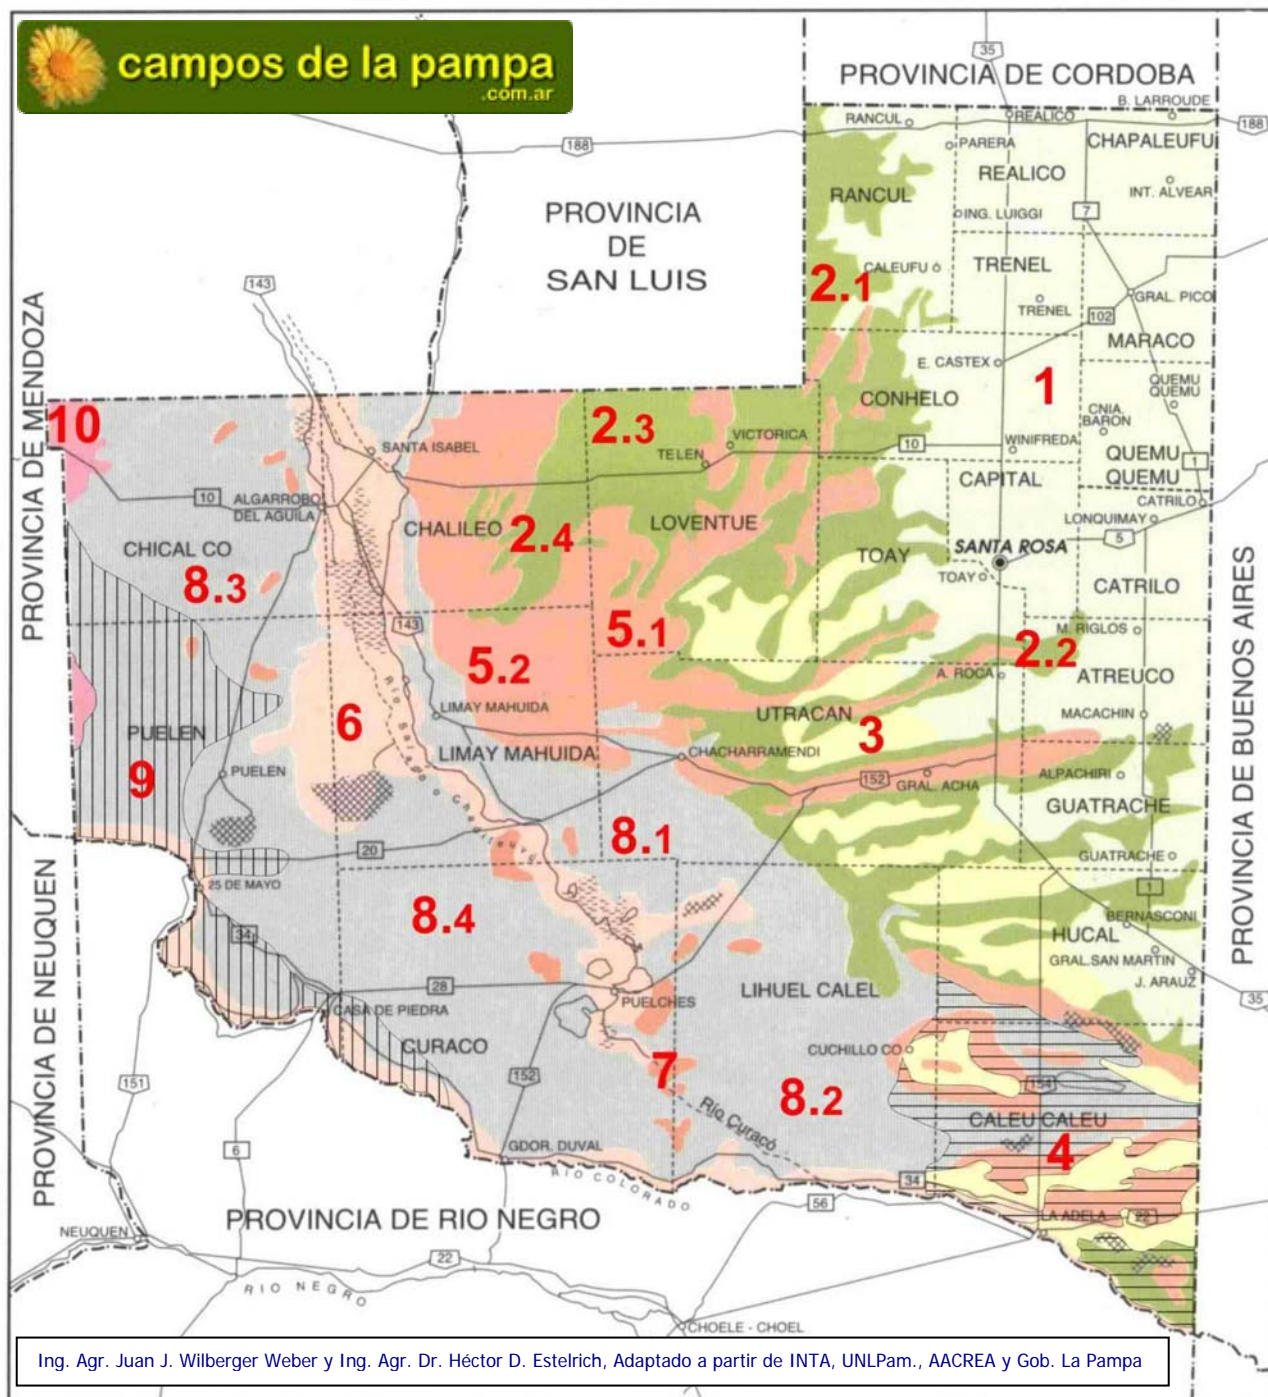 campos de la pampa
.com.ar
35
PROVINCIA DE CORDOBA
B. LARROUDE
RANCUL
REALICO
188
188
PARERA
CHAPALEUFU
REALICO
RANCUL
INT. ALVEAR
PROVINCIA
DE
SAN LUIS
ING. LUIGGI
7
CALEUFU
TRENEL
2.1
143
TRENEL
GRAL. PICO
102
MARACO
PROVINCIA DE MENDOZA
E. CASTEX
1
CONHELO
QUEMU
QUEMU
CNIA.
BARON
10
2.3
VICTORICA
10
WINIFREDA
SANTA ISABEL
TELEN
QUEMU
QUEMU
1
CAPITAL
10
ALGARROBO
DEL AGUILA
CATRILO
LONQUIMAY
5
CHALILEO
2.4
LOVENTUE
CHICAL CO
TOAY
SANTA ROSA
TOAY
CATRILO
8.3
PROVINCIA DE BUENOS AIRES
143
5.1
M. RIGLOS
2.2
5.2
A. ROCA
ATREUCO
Río Salado o Chadileuvú
LIMAY MAHUIDA
UTRACAN
MACACHIN
6
3
PUELEN
LIMAY MAHUIDA
CHACHARRAMENDI
9
PUELEN
152
GRAL. ACHA
ALPACHIRI
GUATRACHE
8.1
20
GUATRACHE
PROVINCIA DE NEUQUEN
25 DE MAYO
1
8.4
BERNASCONI
34
HUCAL
GRAL. SAN MARTIN
28
PUELCHES
LIHUEL CALEL
J. ARAUZ
35
CASA DE PIEDRA
CURACO
CUCHILLO CO
7
152
151
154
8.2
Río Curacó
CALEU CALEU
4
6
GDOR. DUVAL
RIO COLORADO
34
56
PROVINCIA DE RIO NEGRO
LA ADELA
22
NEUQUEN
22
RIO NEGRO
CHOELE - CHOEL
Ing. Agr. Juan J. Wilberger Weber y Ing. Agr. Dr. Héctor D. Estelrich, Adaptado a partir de INTA, UNLPam., AACREA y Gob. La Pampa